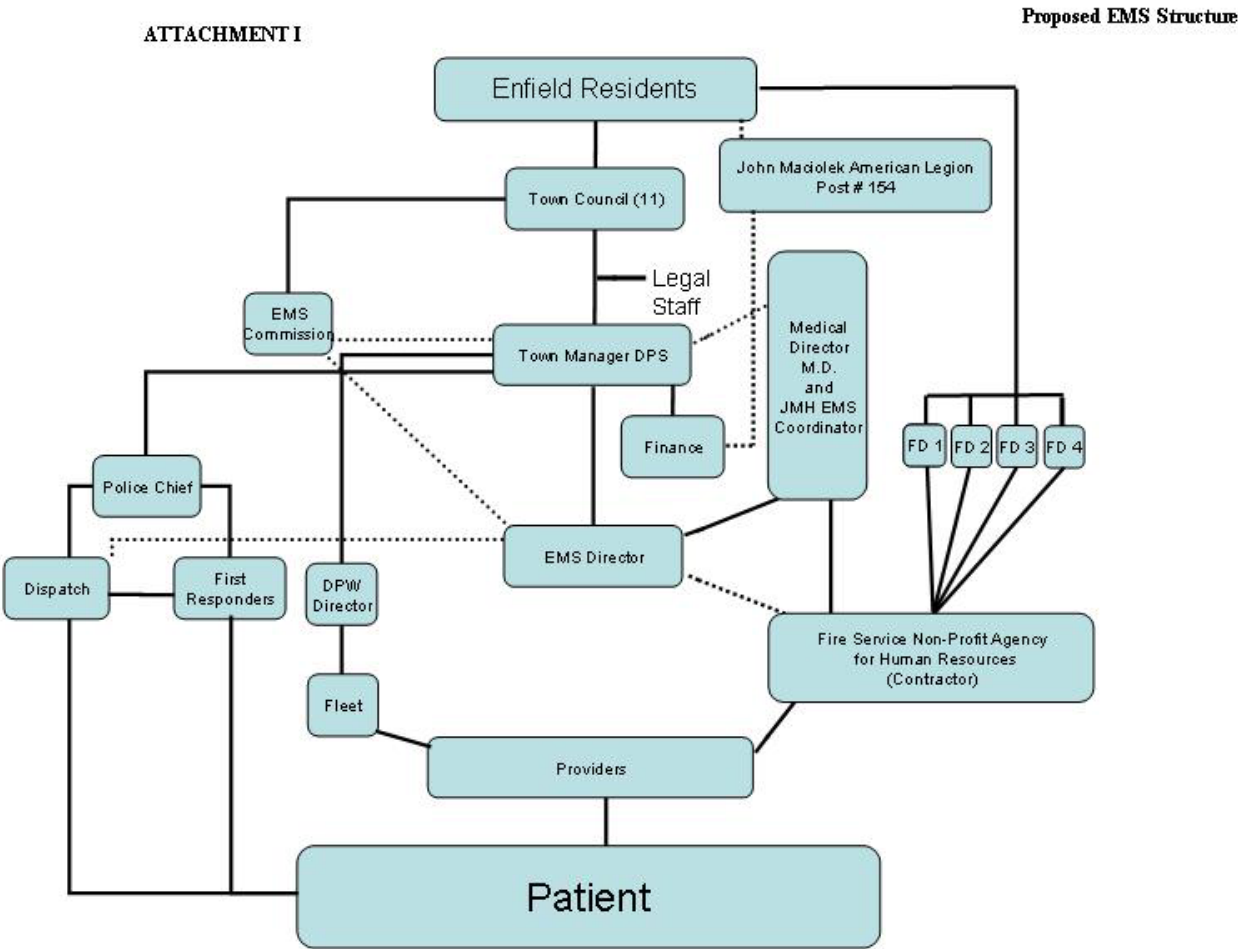 Proposed EMS Structure
ATTACHMENT I
Enfield Residents
John Maciolek American Legion
Post # 154
Town Council (11)
Legal
Staff
EMS
Commission
Town Manager DPS
Medical
Director
M.D.
and
JMH EMS
Coordinator
Finance
FD 1
FD 2
FD 3
FD 4
Police Chief
EMS Director
Dispatch
First
Responders
DPW
Director
Fire Service Non-Profit Agency
for Human Resources
(Contractor)
Fleet
Providers
Patient